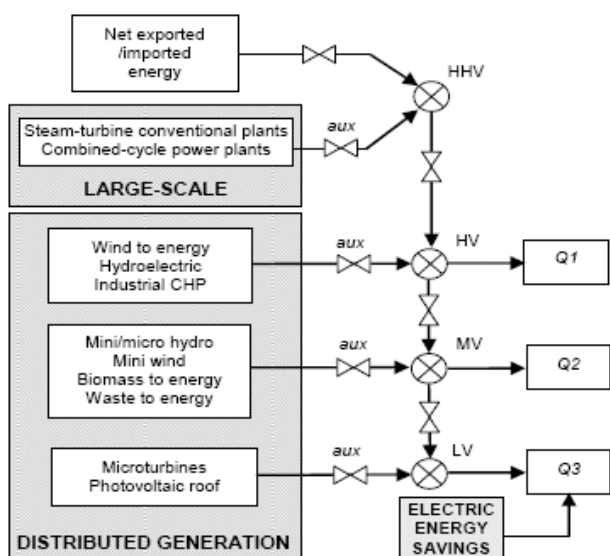 Net exported
/imported
energy
HHV
Steam-turbine conventional plants
Combined-cycle power plants
aux
LARGE-SCALE
Wind to energy
Hydroelectric
Industrial CHP
aux
HV
Q1
Mini/micro hydro
Mini wind
Biomass to energy
Waste to energy
aux
MV
Q2
Microturbines
Photovoltaic roof
aux
LV
Q3
DISTRIBUTED GENERATION
ELECTRIC
ENERGY
SAVINGS